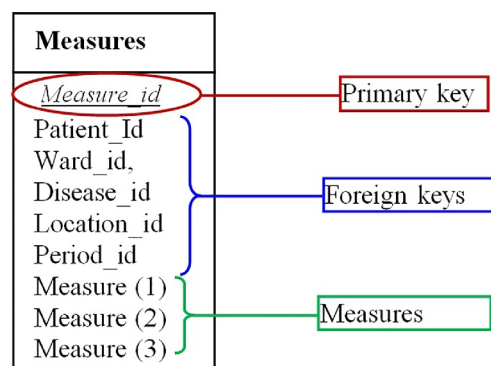 Measures
Measure_id
Primary key
Patient_Id
Ward_id,
Disease_id
Foreign keys
Location_id
Period_id
Measure (1)
Measure (2)
Measures
Measure (3)